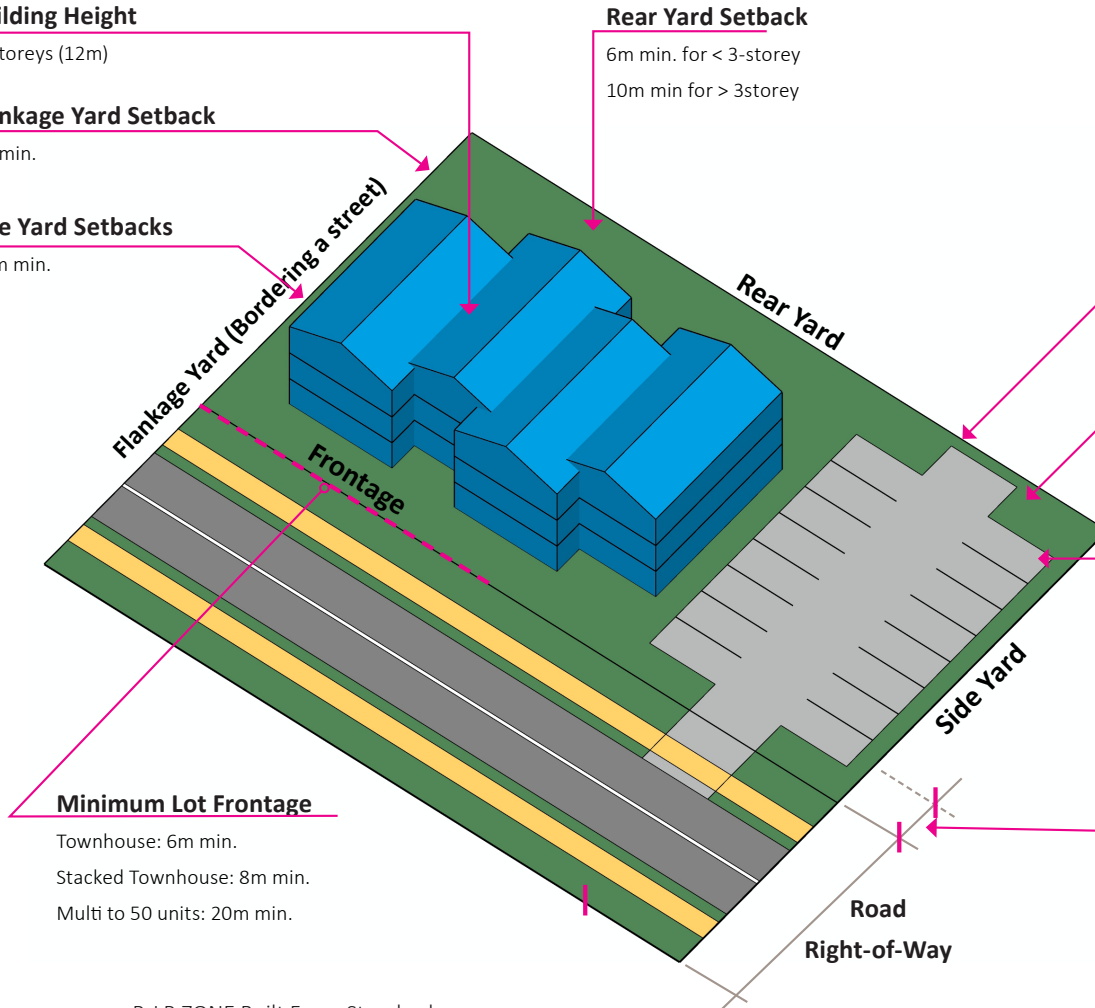 ilding Height
toreys (12m)
nkage Yard Setback
min.
e Yard Setbacks
m min.
Rear Yard Setback
6m min. for < 3-storey
10m min for > 3storey
Flankage Yard (Bordering a street)
Rear Yard
Frontage
Side Yard
Minimum Lot Frontage
Townhouse: 6m min.
Stacked Townhouse: 8m min.
Multi to 50 units: 20m min.
Road
Right-of-Way